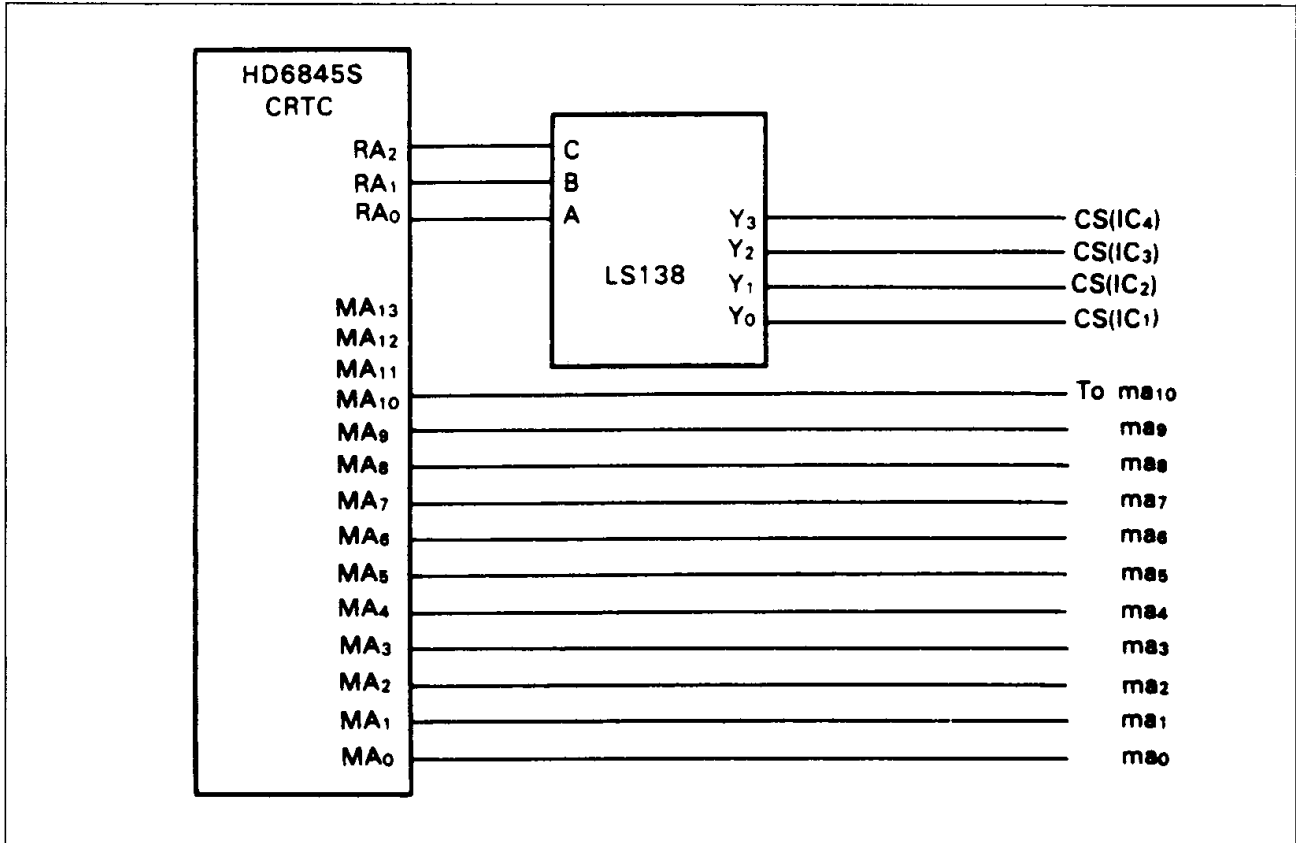 HD6845S
CRTC
RA2
RA1
RA0
MA13
MA12
MA11
MA10
MA9
MA8
MA7
MA6
MA5
MA4
MA3
MA2
MA1
MA0
C
B
A
LS138
Y3
Y2
Y1
Y0
CS(IC4)
CS(IC3)
CS(IC2)
CS(IC1)
To ma10
ma9
ma8
ma7
ma6
ma5
ma4
ma3
ma2
ma1
ma0